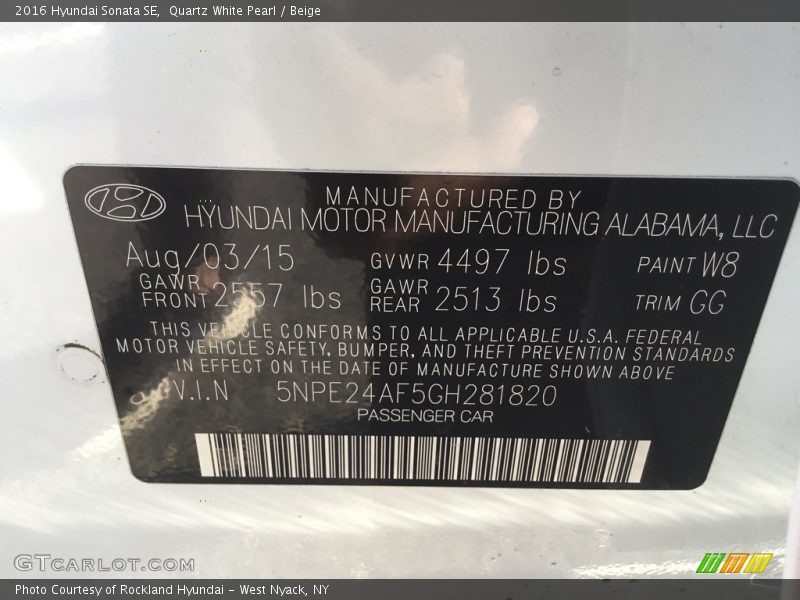 2016 Hyundai Sonata SE,  Quartz White Pearl / Beige
MANUFACTURED BY
HYUNDAI MOTOR MANUFACTURING ALABAMA, LLC
Aug/03/15 GVWR 4497 lbs PAINT W8
GAWR FRONT 2557 lbs GAWR REAR 2513 lbs TRIM GG
THIS VEHICLE CONFORMS TO ALL APPLICABLE U.S.A. FEDERAL
MOTOR VEHICLE SAFETY, BUMPER, AND THEFT PREVENTION STANDARDS
IN EFFECT ON THE DATE OF MANUFACTURE SHOWN ABOVE
V.I.N 5NPE24AF5GH281820
PASSENGER CAR
GTCARLOT.COM
Photo Courtesy of Rockland Hyundai - West Nyack, NY